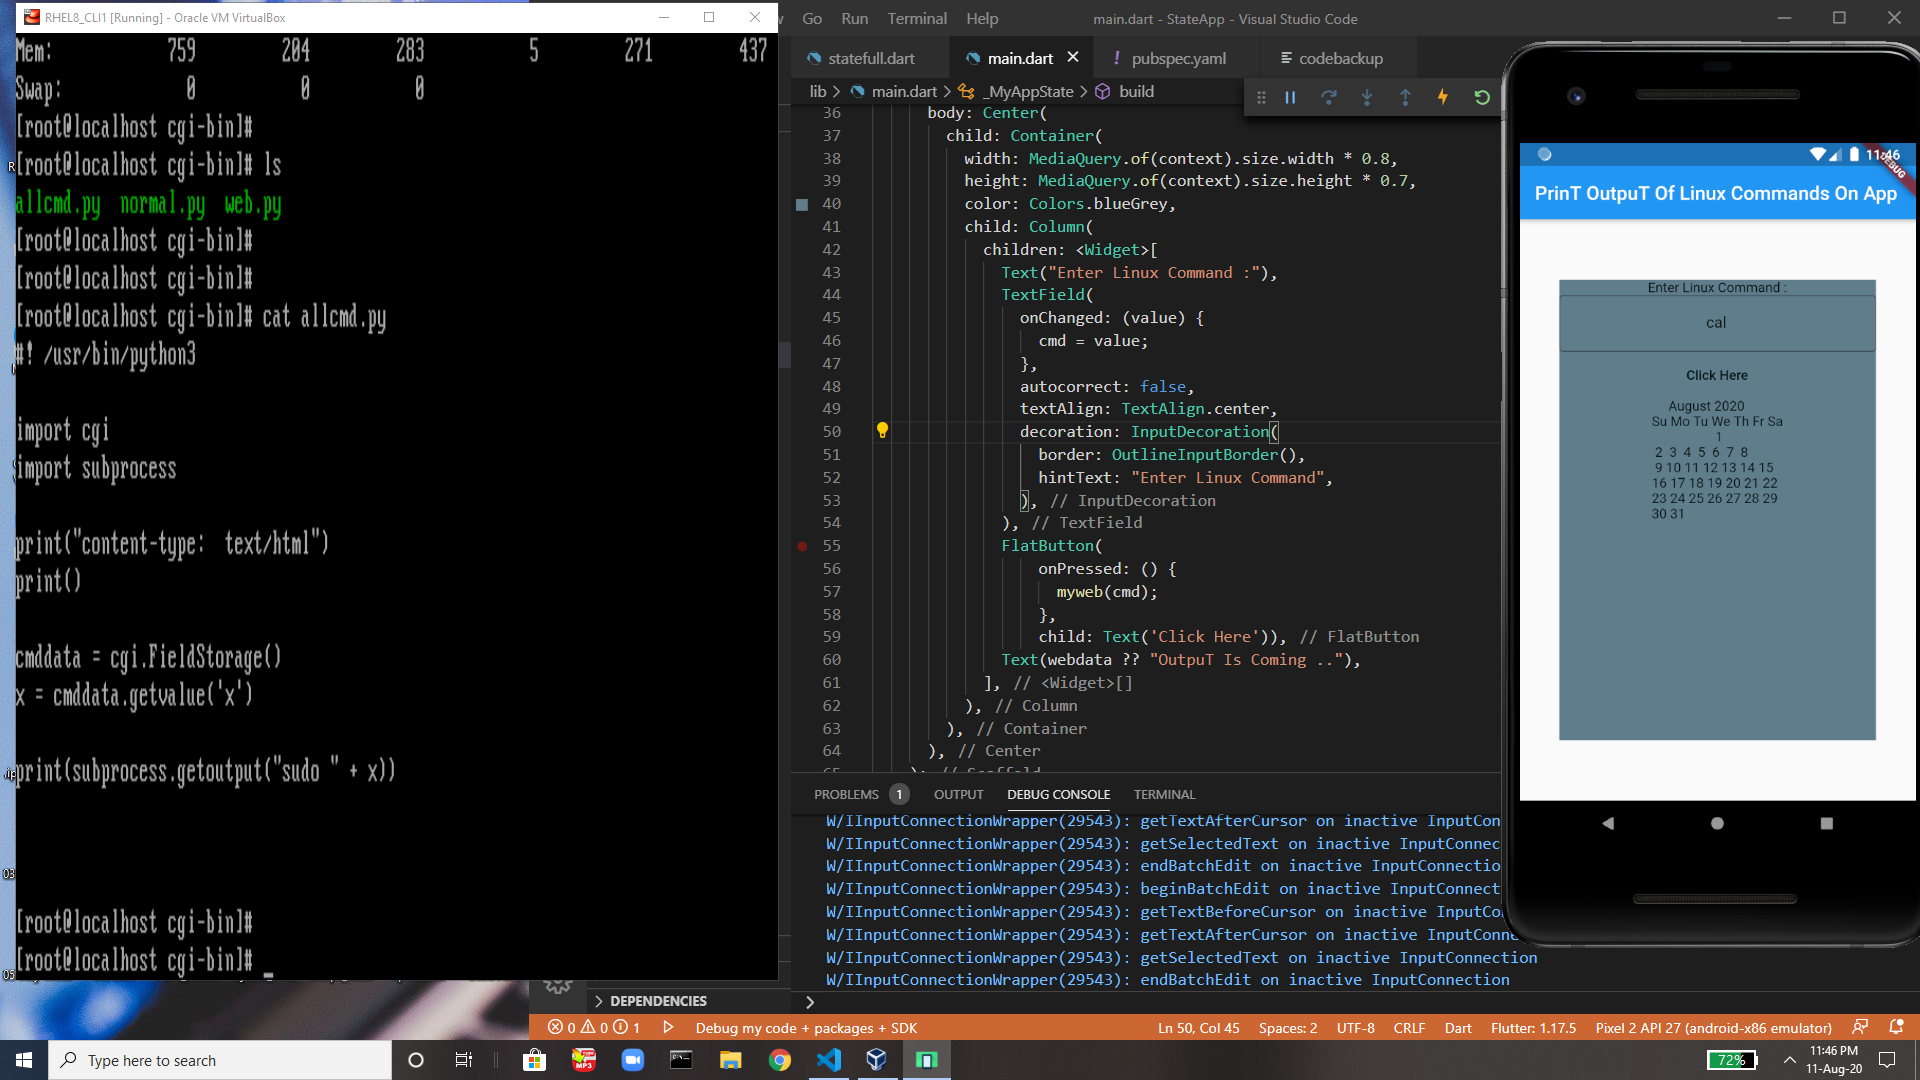 RHEL8_CLI1 [Running] - Oracle VM VirtualBox
Mem: 759 204 283 5 271 437
Swap: 0 0 0
[root@localhost cgi-bin]#
[root@localhost cgi-bin]# ls
allcmd.py normal.py web.py
[root@localhost cgi-bin]#
[root@localhost cgi-bin]#
[root@localhost cgi-bin]# cat allcmd.py
#! /usr/bin/python3
import cgi
import subprocess
print("content-type: text/html")
print()
cmddata = cgi.FieldStorage()
x = cmddata.getvalue('x')
print(subprocess.getoutput("sudo " + x))
[root@localhost cgi-bin]#
[root@localhost cgi-bin]# _
Go Run Terminal Help
main.dart - StateApp - Visual Studio Code
statefull.dart
main.dart
pubspec.yaml
codebackup
lib > main.dart > _MyAppState > build
36 body: Center(
37 child: Container(
38 width: MediaQuery.of(context).size.width * 0.8,
39 height: MediaQuery.of(context).size.height * 0.7,
40 color: Colors.blueGrey,
41 child: Column(
42 children: <Widget>[
43 Text("Enter Linux Command :"),
44 TextField(
45 onChanged: (value) {
46 cmd = value;
47 },
48 autocorrect: false,
49 textAlign: TextAlign.center,
50 decoration: InputDecoration(
51 border: OutlineInputBorder(),
52 hintText: "Enter Linux Command",
53 ), // InputDecoration
54 ), // TextField
55 FlatButton(
56 onPressed: () {
57 myweb(cmd);
58 },
59 child: Text('Click Here')), // FlatButton
60 Text(webdata ?? "OutpuT Is Coming .."),
61 ], // <Widget>[]
62 ), // Column
63 ), // Container
64 ), // Center
65 ); // Scaffold
PROBLEMS 1 OUTPUT DEBUG CONSOLE TERMINAL
W/IInputConnectionWrapper(29543): getTextAfterCursor on inactive InputCon
W/IInputConnectionWrapper(29543): getSelectedText on inactive InputConnec
W/IInputConnectionWrapper(29543): endBatchEdit on inactive InputConnectio
W/IInputConnectionWrapper(29543): beginBatchEdit on inactive InputConnect
W/IInputConnectionWrapper(29543): getTextBeforeCursor on inactive InputCo
W/IInputConnectionWrapper(29543): getTextAfterCursor on inactive InputConne
W/IInputConnectionWrapper(29543): getSelectedText on inactive InputConnection
W/IInputConnectionWrapper(29543): endBatchEdit on inactive InputConnection
> DEPENDENCIES
>
0 0 1
Debug my code + packages + SDK
Ln 50, Col 45 Spaces: 2 UTF-8 CRLF Dart Flutter: 1.17.5 Pixel 2 API 27 (android-x86 emulator)
11:46
DEBUG
PrinT OutpuT Of Linux Commands On App
Enter Linux Command :
cal
Click Here
August 2020
Su Mo Tu We Th Fr Sa
1
2 3 4 5 6 7 8
9 10 11 12 13 14 15
16 17 18 19 20 21 22
23 24 25 26 27 28 29
30 31
Type here to search
MP3
72%
11:46 PM
11-Aug-20